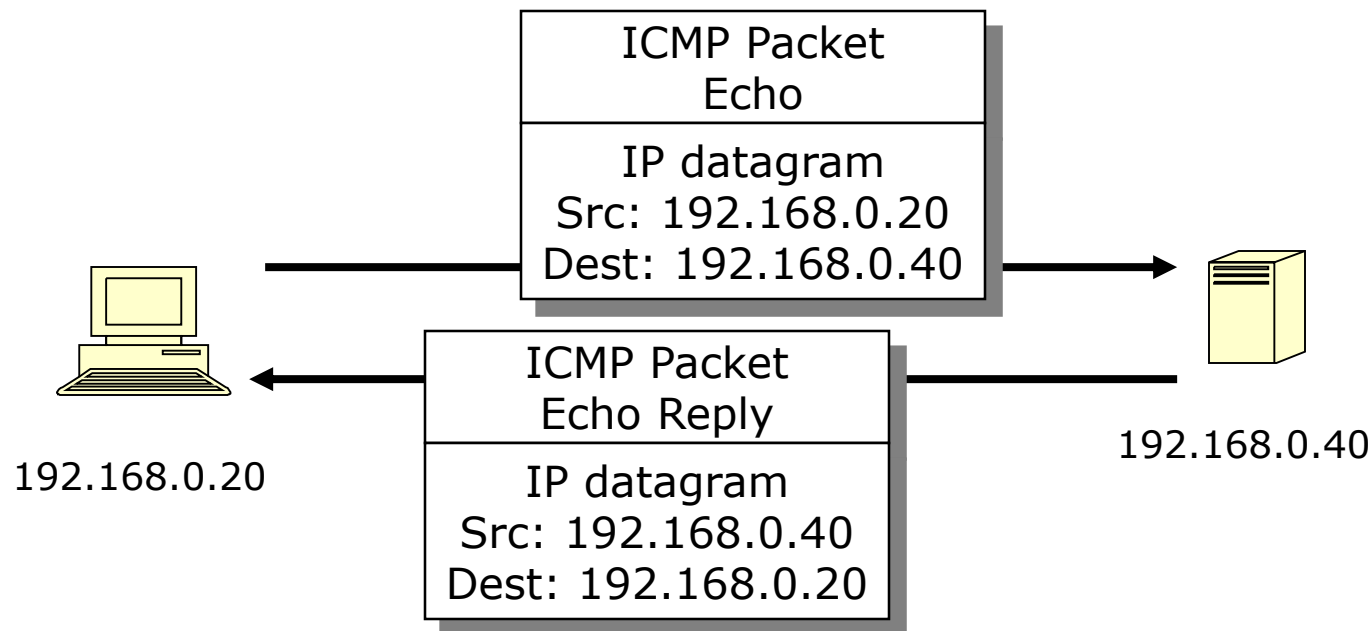 ICMP Packet
Echo
IP datagram
Src: 192.168.0.20
Dest: 192.168.0.40
ICMP Packet
Echo Reply
IP datagram
Src: 192.168.0.40
Dest: 192.168.0.20
192.168.0.20
192.168.0.40